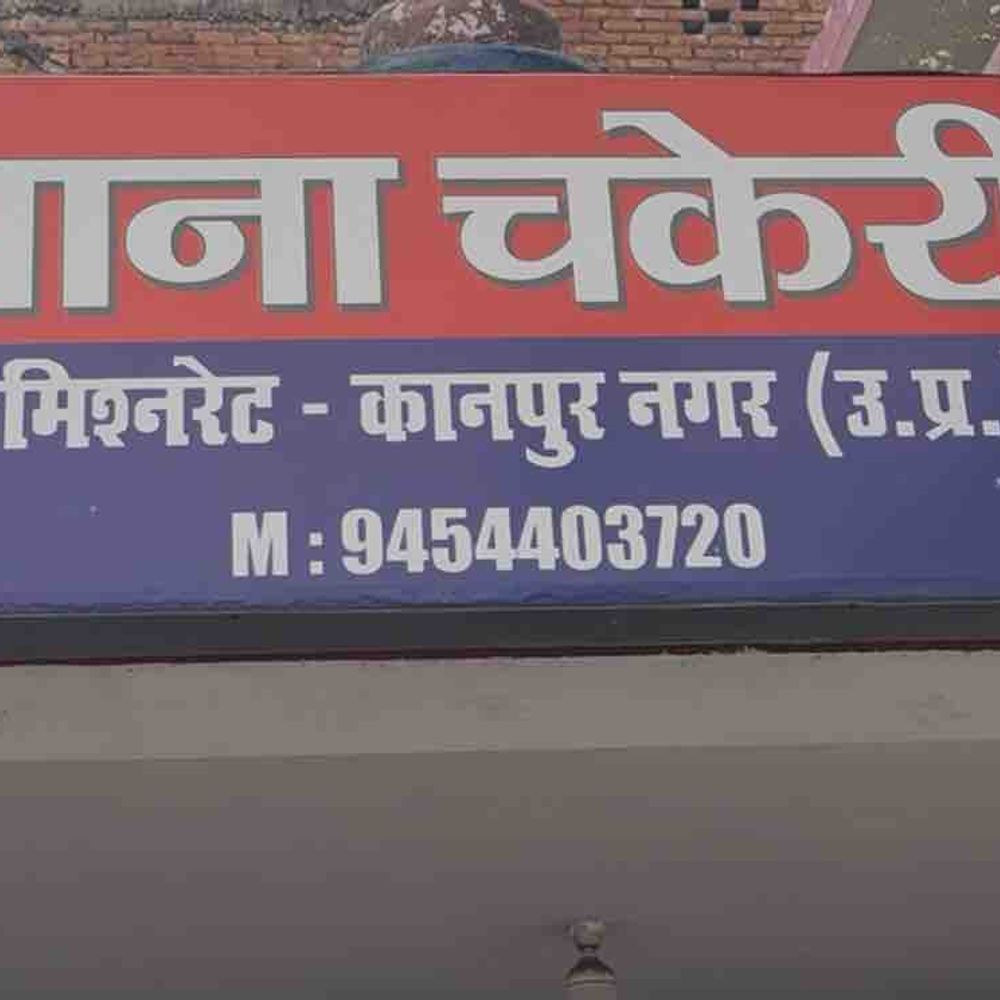 थाना चकेरी
मिश्नरेट - कानपुर नगर (उ.प्र.
M : 9454403720